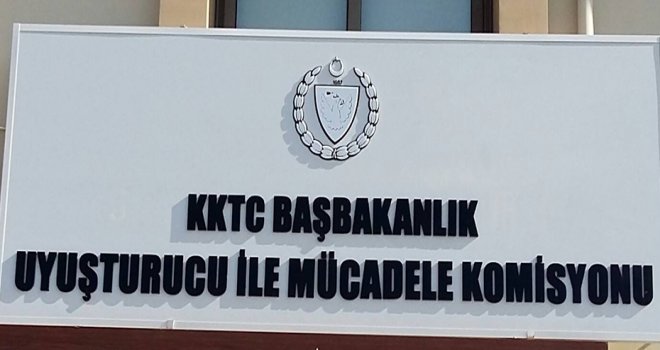 KKTC BAŞBAKANLIK
UYUŞTURUCU İLE MÜCADELE KOMİSYONU